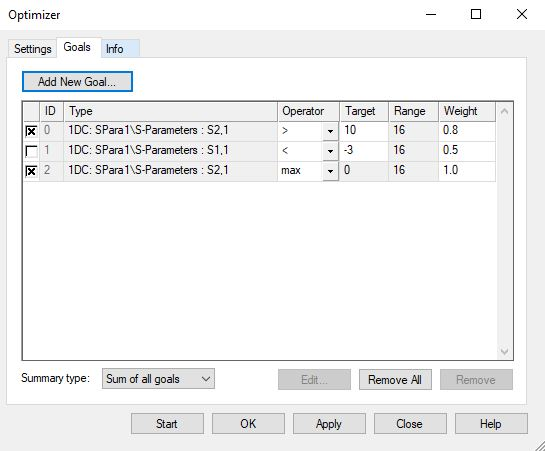 Optimizer
Settings Goals Info
Add New Goal...
ID Type Operator Target Range Weight
0 1DC: SPara1\S-Parameters : S2,1 > 10 16 0.8
1 1DC: SPara1\S-Parameters : S1,1 < -3 16 0.5
2 1DC: SPara1\S-Parameters : S2,1 max 0 16 1.0
Summary type: Sum of all goals Edit... Remove All Remove
Start OK Apply Close Help